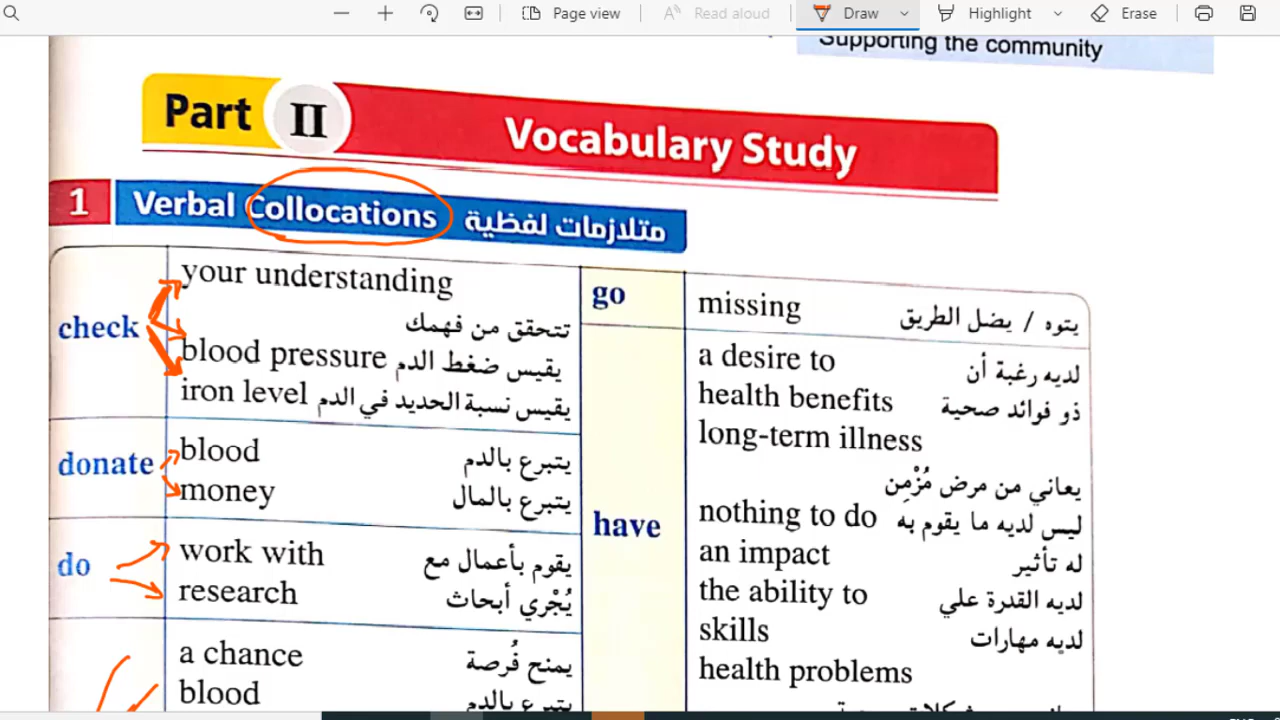 Page view
Read aloud
Draw
Highlight
Erase
Supporting the community
Part II Vocabulary Study
1 Verbal Collocations متلازمات لفظية
check
your understanding
تتحقق من فهمك
blood pressure يقيس ضغط الدم
iron level يقيس نسبة الحديد في الدم
donate
blood يتبرع بالدم
money يتبرع بالمال
do
work with يقوم بأعمال مع
research يُجْري أبحاث
a chance يمنح فُرصة
blood يتبرع بالدم
go
missing يتوه / يضل الطريق
have
a desire to لديه رغبة أن
health benefits ذو فوائد صحية
long-term illness
يعاني من مرض مُزْمِن
nothing to do ليس لديه ما يقوم به
an impact له تأثير
the ability to لديه القدرة علي
skills لديه مهارات
health problems